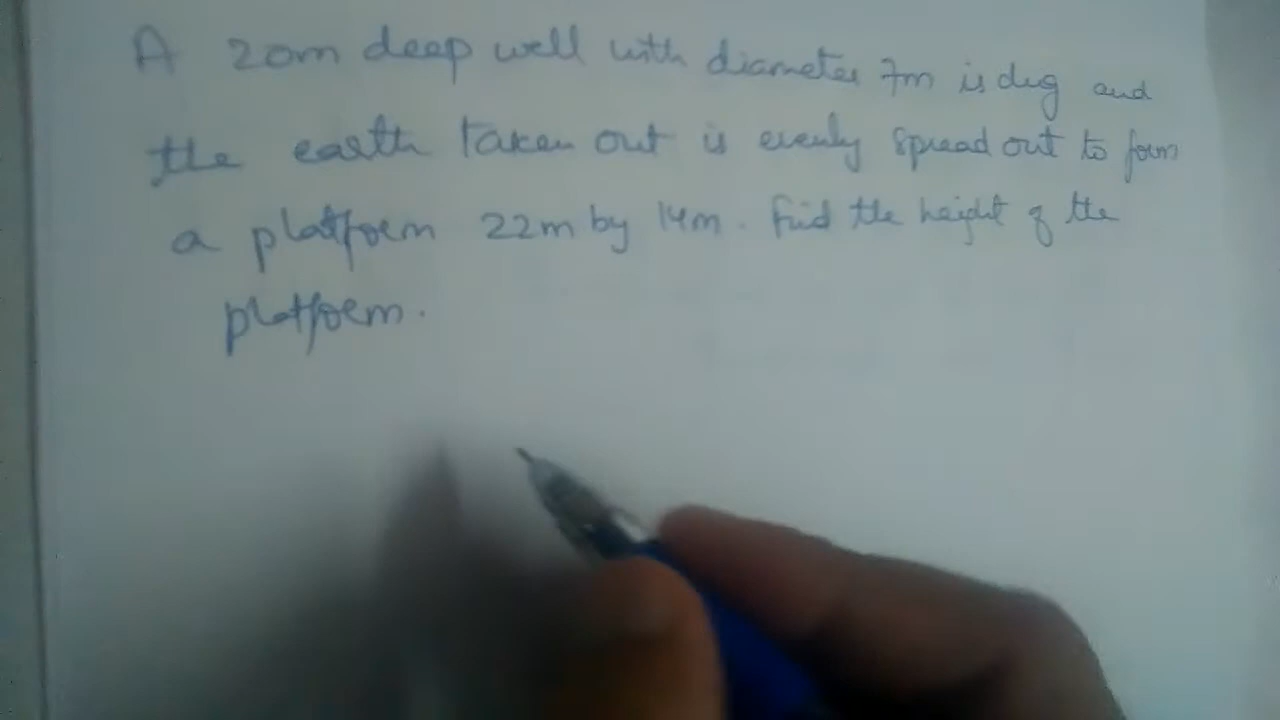 A 20m deep well with diameter 7m is dug and
the earth taken out is evenly spread out to form
a platform 22m by 14m. Find the height of the
platform.